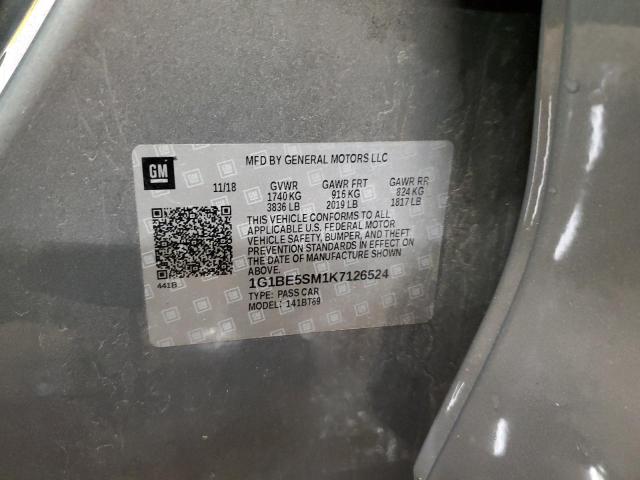 GM
MFD BY GENERAL MOTORS LLC
11/18 GVWR GAWR FRT GAWR RR
1740 KG 916 KG 824 KG
3836 LB 2019 LB 1817 LB
THIS VEHICLE CONFORMS TO ALL
APPLICABLE U.S. FEDERAL MOTOR
VEHICLE SAFETY, BUMPER, AND THEFT
PREVENTION STANDARDS IN EFFECT ON
THE DATE OF MANUFACTURE SHOWN
ABOVE.
441B
1G1BE5SM1K7126524
TYPE: PASS CAR
MODEL: 141BT69